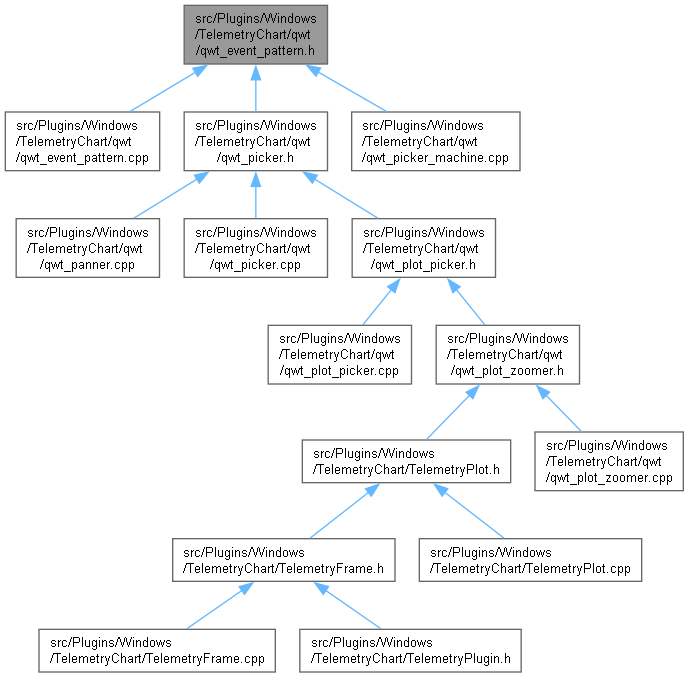 src/Plugins/Windows
/TelemetryChart/qwt
/qwt_event_pattern.h
src/Plugins/Windows
/TelemetryChart/qwt
/qwt_event_pattern.cpp
src/Plugins/Windows
/TelemetryChart/qwt
/qwt_picker.h
src/Plugins/Windows
/TelemetryChart/qwt
/qwt_picker_machine.cpp
src/Plugins/Windows
/TelemetryChart/qwt
/qwt_panner.cpp
src/Plugins/Windows
/TelemetryChart/qwt
/qwt_picker.cpp
src/Plugins/Windows
/TelemetryChart/qwt
/qwt_plot_picker.h
src/Plugins/Windows
/TelemetryChart/qwt
/qwt_plot_picker.cpp
src/Plugins/Windows
/TelemetryChart/qwt
/qwt_plot_zoomer.h
src/Plugins/Windows
/TelemetryChart/TelemetryPlot.h
src/Plugins/Windows
/TelemetryChart/qwt
/qwt_plot_zoomer.cpp
src/Plugins/Windows
/TelemetryChart/TelemetryFrame.h
src/Plugins/Windows
/TelemetryChart/TelemetryPlot.cpp
src/Plugins/Windows
/TelemetryChart/TelemetryFrame.cpp
src/Plugins/Windows
/TelemetryChart/TelemetryPlugin.h